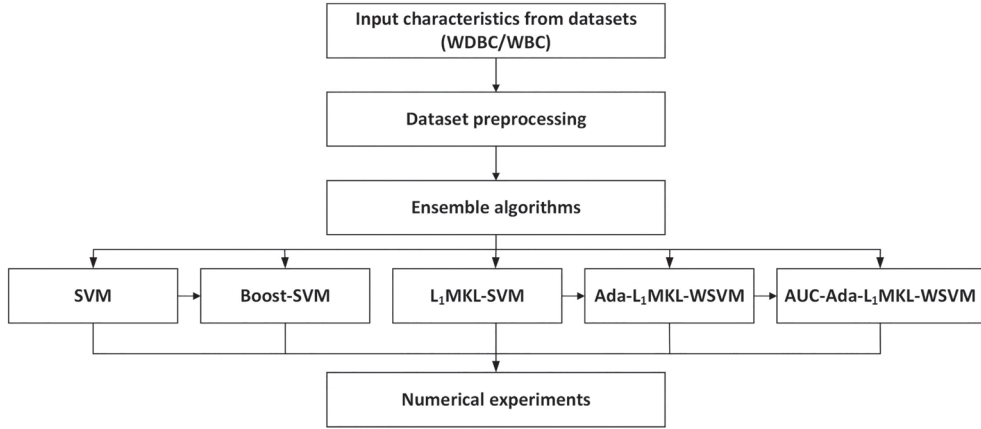 Input characteristics from datasets
(WDBC/WBC)
Dataset preprocessing
Ensemble algorithms
SVM
Boost-SVM
L₁MKL-SVM
Ada-L₁MKL-WSVM
AUC-Ada-L₁MKL-WSVM
Numerical experiments